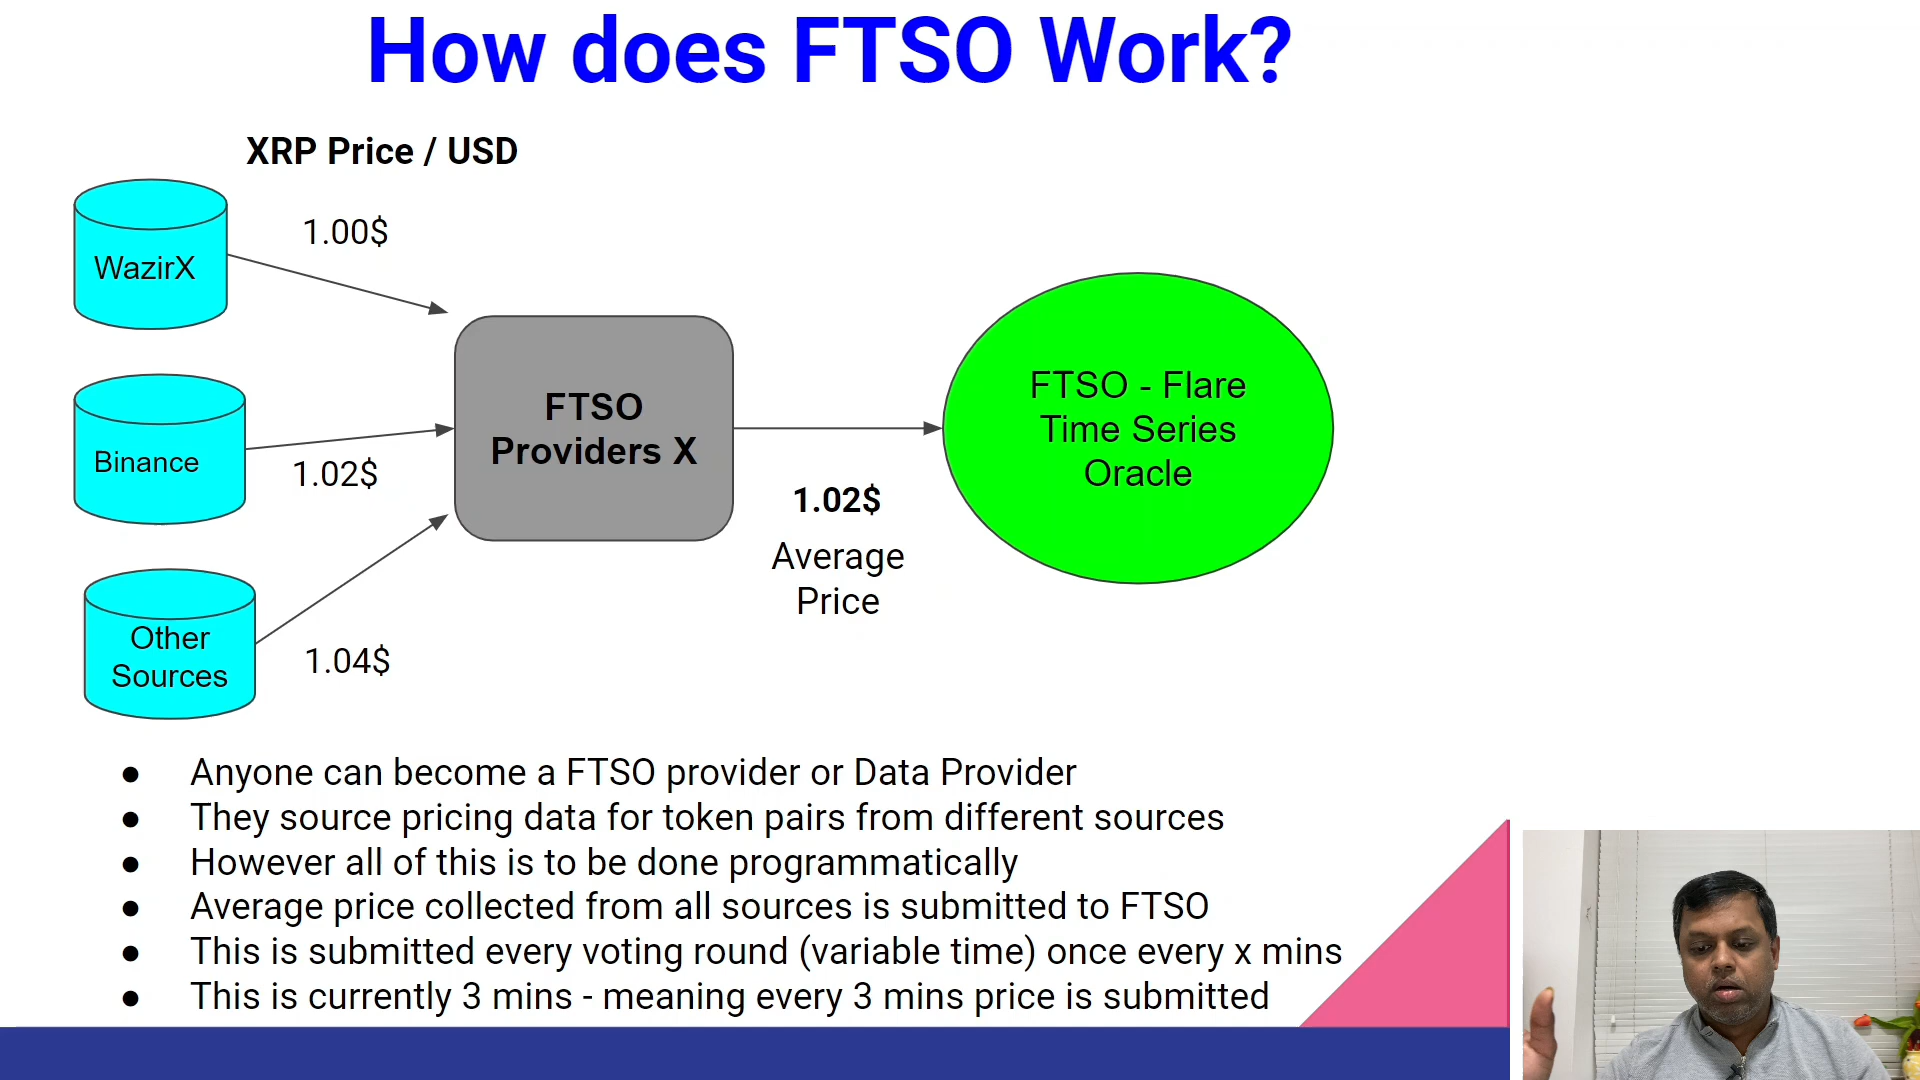 How does FTSO Work?
XRP Price / USD
WazirX
1.00$
Binance
1.02$
Other
Sources
1.04$
FTSO
Providers X
1.02$
Average
Price
FTSO - Flare
Time Series
Oracle
● Anyone can become a FTSO provider or Data Provider
● They source pricing data for token pairs from different sources
● However all of this is to be done programmatically
● Average price collected from all sources is submitted to FTSO
● This is submitted every voting round (variable time) once every x mins
● This is currently 3 mins - meaning every 3 mins price is submitted